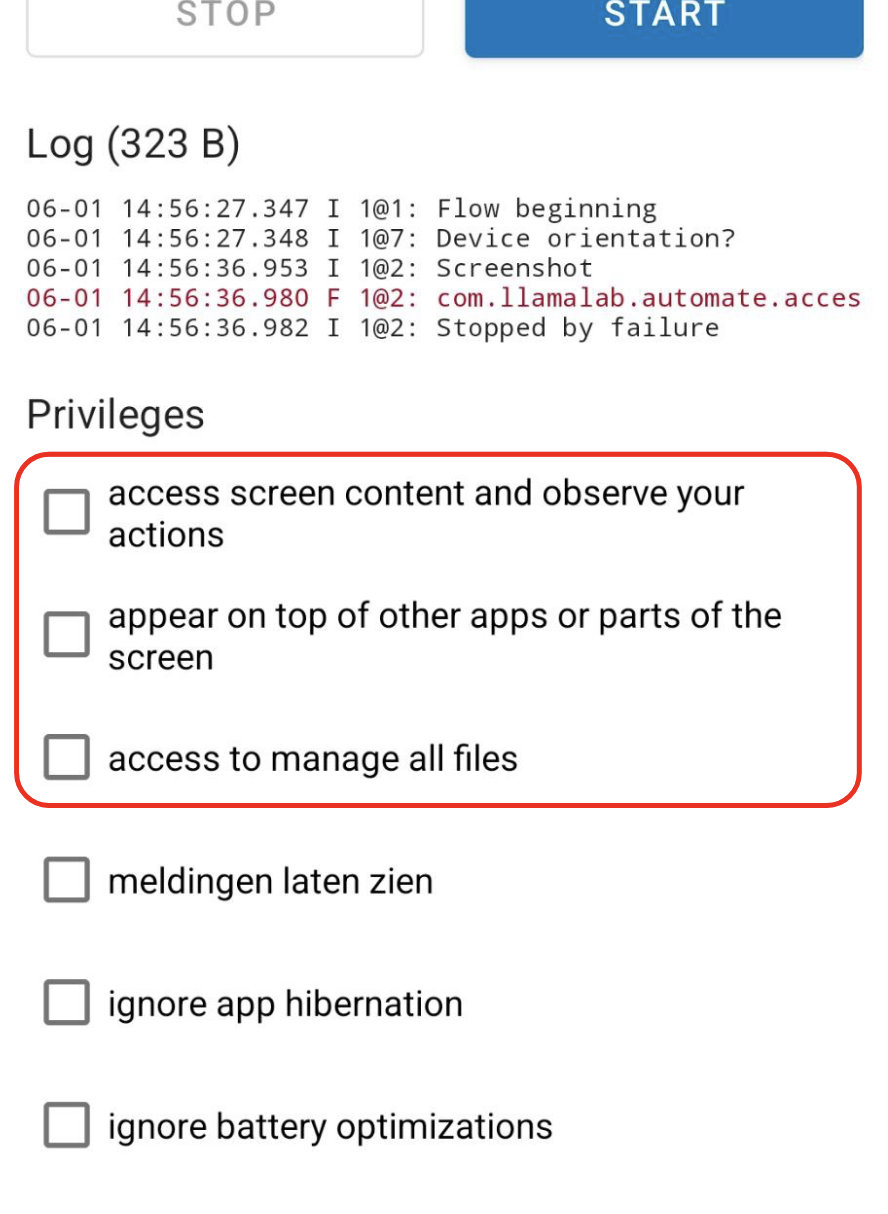 STOP
START
Log (323 B)
06-01 14:56:27.347 I 1@1: Flow beginning
06-01 14:56:27.348 I 1@7: Device orientation?
06-01 14:56:36.953 I 1@2: Screenshot
06-01 14:56:36.980 F 1@2: com.llamalab.automate.acces
06-01 14:56:36.982 I 1@2: Stopped by failure
Privileges
access screen content and observe your
actions
appear on top of other apps or parts of the
screen
access to manage all files
meldingen laten zien
ignore app hibernation
ignore battery optimizations